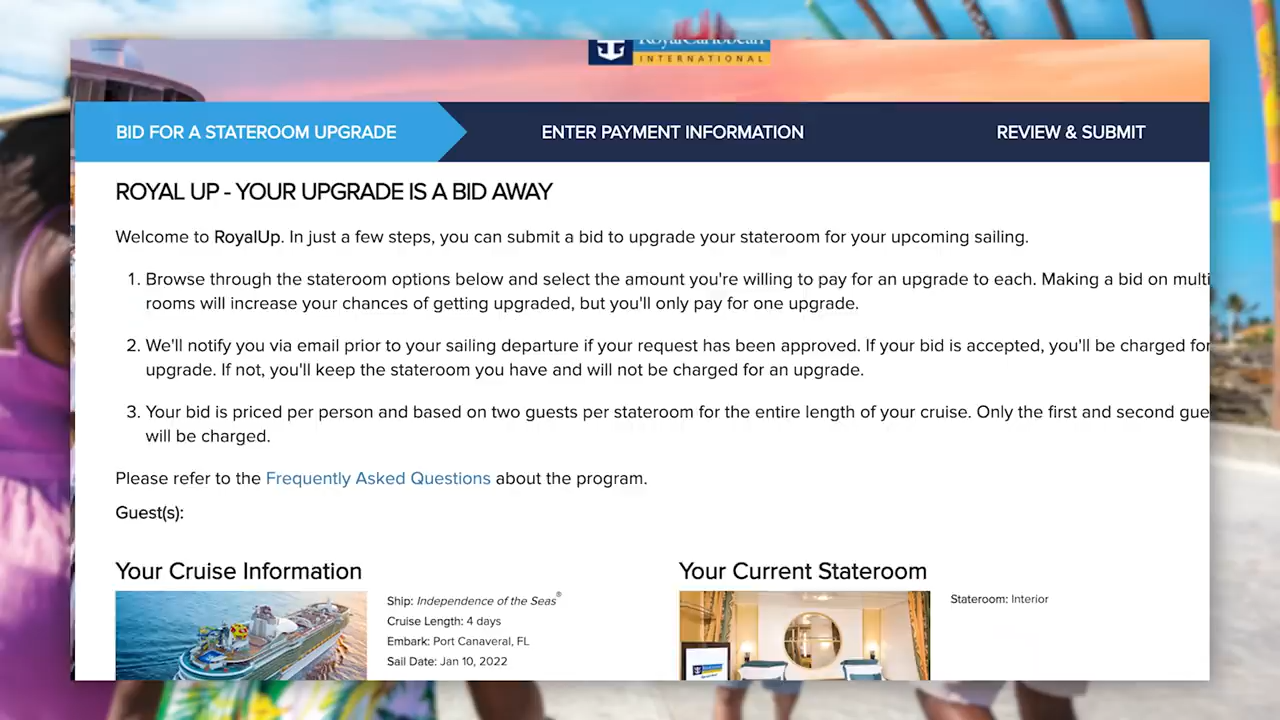 RoyalCaribbean
INTERNATIONAL
BID FOR A STATEROOM UPGRADE
ENTER PAYMENT INFORMATION
REVIEW & SUBMIT
ROYAL UP - YOUR UPGRADE IS A BID AWAY
Welcome to RoyalUp. In just a few steps, you can submit a bid to upgrade your stateroom for your upcoming sailing.
1. Browse through the stateroom options below and select the amount you're willing to pay for an upgrade to each. Making a bid on multi
rooms will increase your chances of getting upgraded, but you'll only pay for one upgrade.
2. We'll notify you via email prior to your sailing departure if your request has been approved. If your bid is accepted, you'll be charged for
upgrade. If not, you'll keep the stateroom you have and will not be charged for an upgrade.
3. Your bid is priced per person and based on two guests per stateroom for the entire length of your cruise. Only the first and second gue
will be charged.
Please refer to the Frequently Asked Questions about the program.
Guest(s):
Your Cruise Information
Ship: Independence of the Seas®
Cruise Length: 4 days
Embark: Port Canaveral, FL
Sail Date: Jan 10, 2022
Your Current Stateroom
Stateroom: Interior